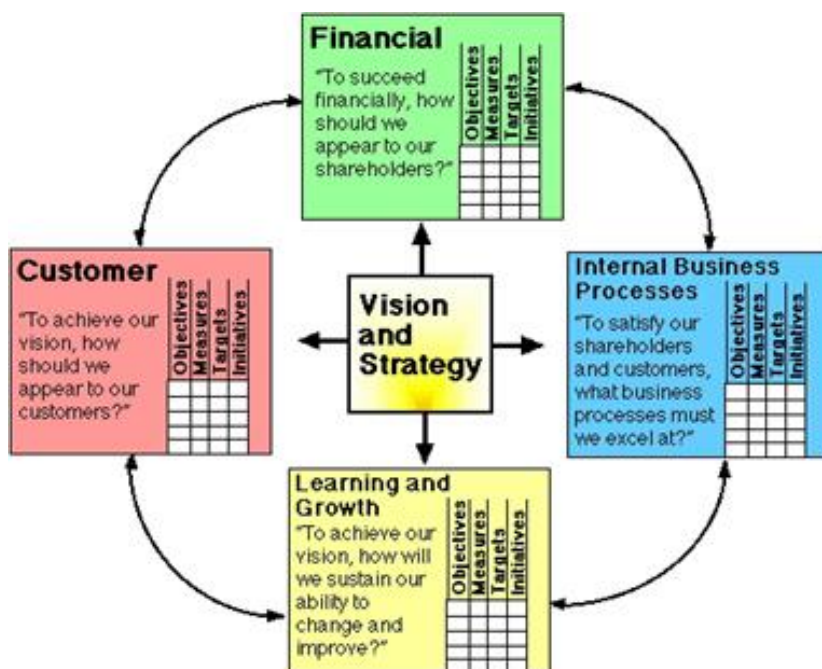 Financial
"To succeed
financially, how
should we
appear to our
shareholders?"
Objectives
Measures
Targets
Initiatives
Customer
"To achieve our
vision, how
should we
appear to our
customers?"
Objectives
Measures
Targets
Initiatives
Vision
and
Strategy
Internal Business
Processes
"To satisfy our
shareholders
and customers,
what business
processes must
we excel at?"
Objectives
Measures
Targets
Initiatives
Learning and
Growth
"To achieve our
vision, how will
we sustain our
ability to
change and
improve?"
Objectives
Measures
Targets
Initiatives